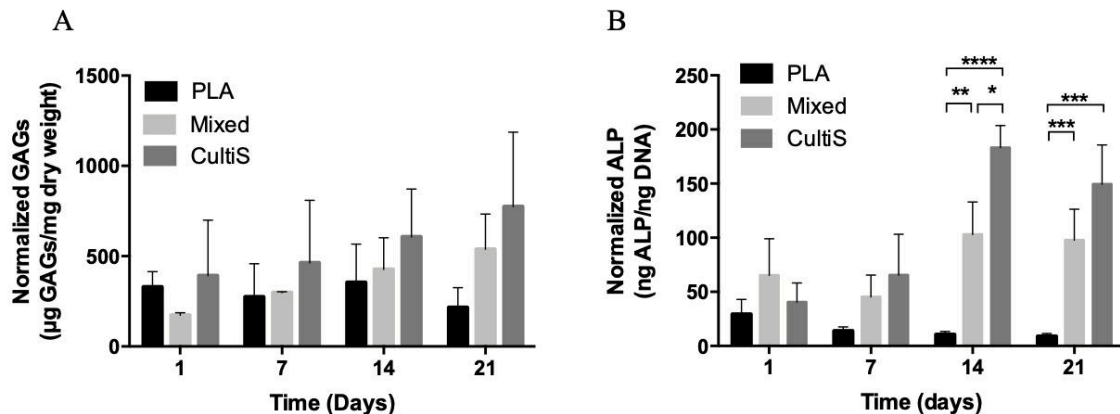 A
Normalized GAGs
(µg GAGs/mg dry weight)
1500
1000
500
0
PLA
Mixed
CultiS
1 7 14 21
Time (Days)
B
Normalized ALP
(ng ALP/ng DNA)
250
200
150
100
50
0
PLA
Mixed
CultiS
****
** *
***
***
1 7 14 21
Time (days)